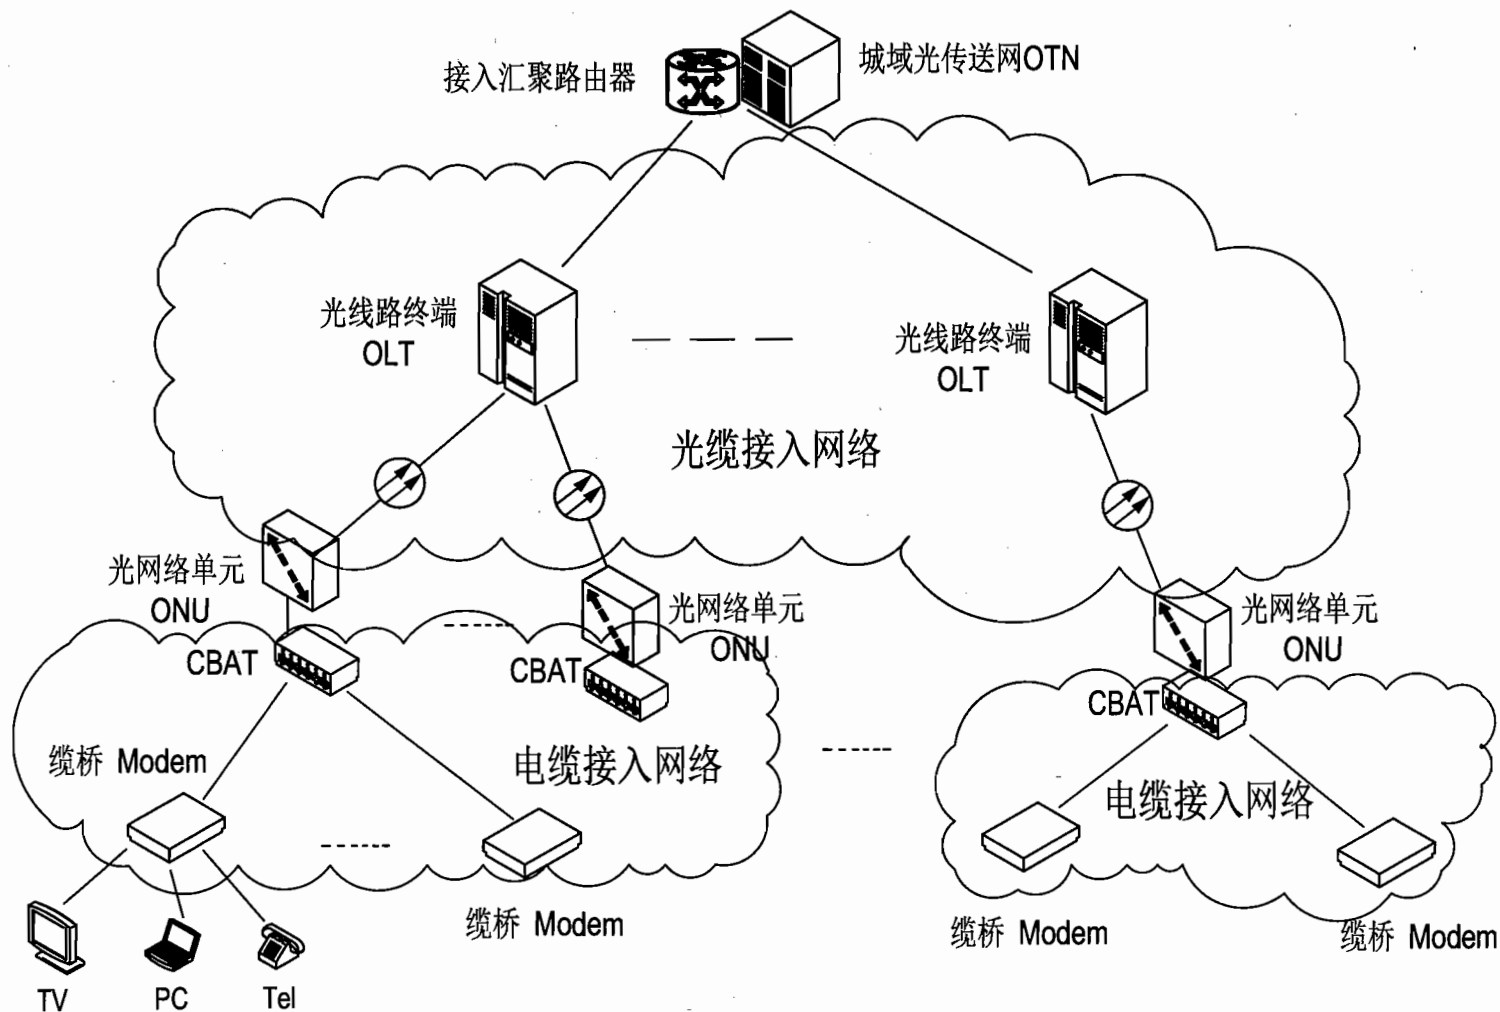 接入汇聚路由器
城域光传送网OTN
光线路终端
OLT
光线路终端
OLT
光缆接入网络
光网络单元
ONU
光网络单元
ONU
光网络单元
ONU
CBAT
CBAT
CBAT
缆桥 Modem
电缆接入网络
电缆接入网络
缆桥 Modem
缆桥 Modem
缆桥 Modem
TV
PC
Tel